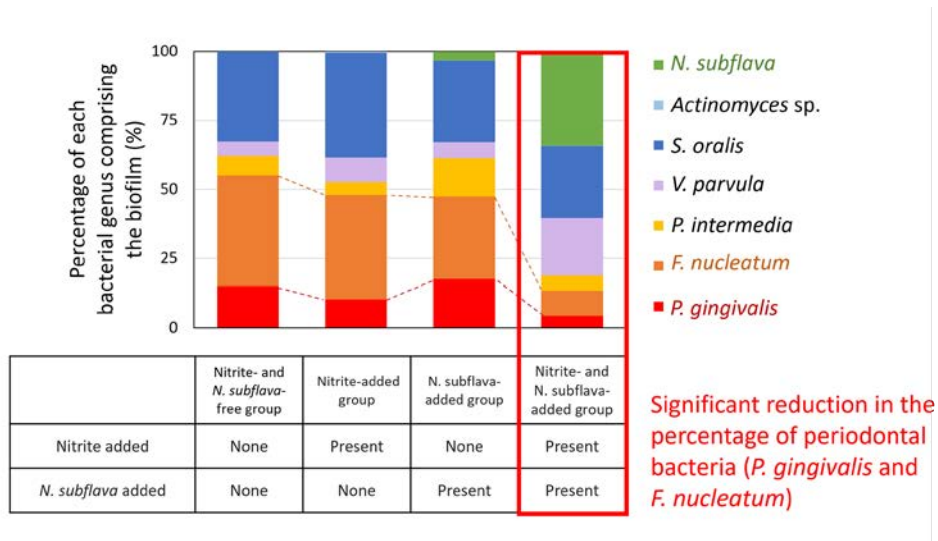 Percentage of each
bacterial genus comprising
the biofilm (%)
100
75
50
25
0
N. subflava
Actinomyces sp.
S. oralis
V. parvula
P. intermedia
F. nucleatum
P. gingivalis
Nitrite- and
N. subflava-
free group
Nitrite-added
group
N. subflava-
added group
Nitrite- and
N. subflava-
added group
Nitrite added
None
Present
None
Present
N. subflava added
None
None
Present
Present
Significant reduction in the
percentage of periodontal
bacteria (P. gingivalis and
F. nucleatum)